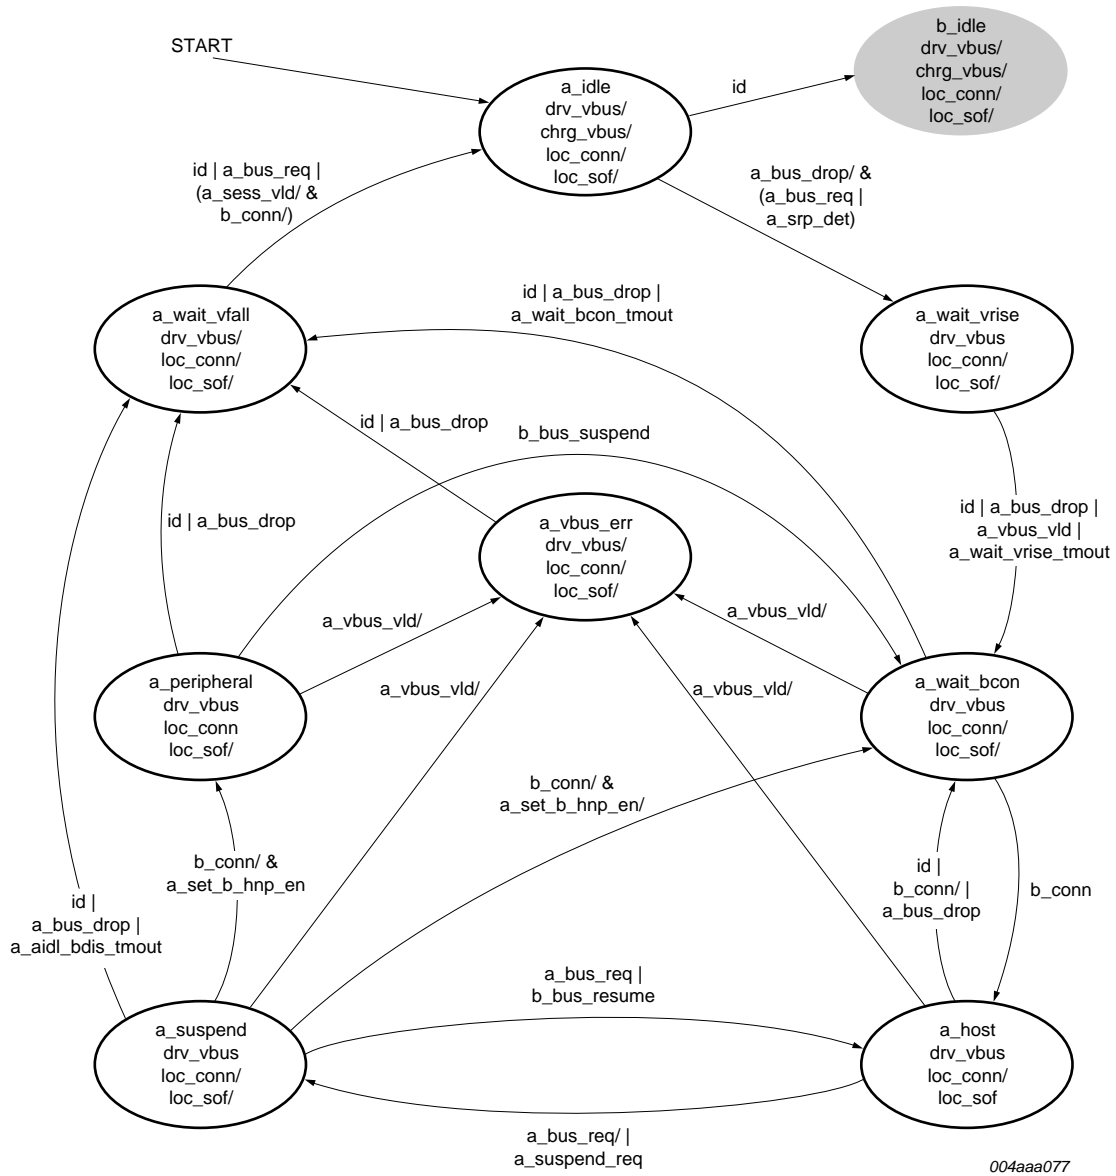 START
b_idle
drv_vbus/
chrg_vbus/
loc_conn/
loc_sof/
a_idle
drv_vbus/
chrg_vbus/
loc_conn/
loc_sof/
id
id | a_bus_req |
(a_sess_vld/ &
b_conn/)
a_bus_drop/ &
(a_bus_req |
a_srp_det)
a_wait_vfall
drv_vbus/
loc_conn/
loc_sof/
id | a_bus_drop |
a_wait_bcon_tmout
a_wait_vrise
drv_vbus
loc_conn/
loc_sof/
id | a_bus_drop
b_bus_suspend
id | a_bus_drop
a_vbus_err
drv_vbus/
loc_conn/
loc_sof/
id | a_bus_drop |
a_vbus_vld |
a_wait_vrise_tmout
a_vbus_vld/
a_vbus_vld/
a_peripheral
drv_vbus
loc_conn
loc_sof/
a_vbus_vld/
a_vbus_vld/
a_wait_bcon
drv_vbus
loc_conn/
loc_sof/
b_conn/ &
a_set_b_hnp_en/
b_conn/ &
a_set_b_hnp_en
id |
a_bus_drop |
a_aidl_bdis_tmout
id |
b_conn/ |
a_bus_drop
b_conn
a_bus_req |
b_bus_resume
a_suspend
drv_vbus
loc_conn/
loc_sof/
a_host
drv_vbus
loc_conn/
loc_sof
a_bus_req/ |
a_suspend_req
004aaa077